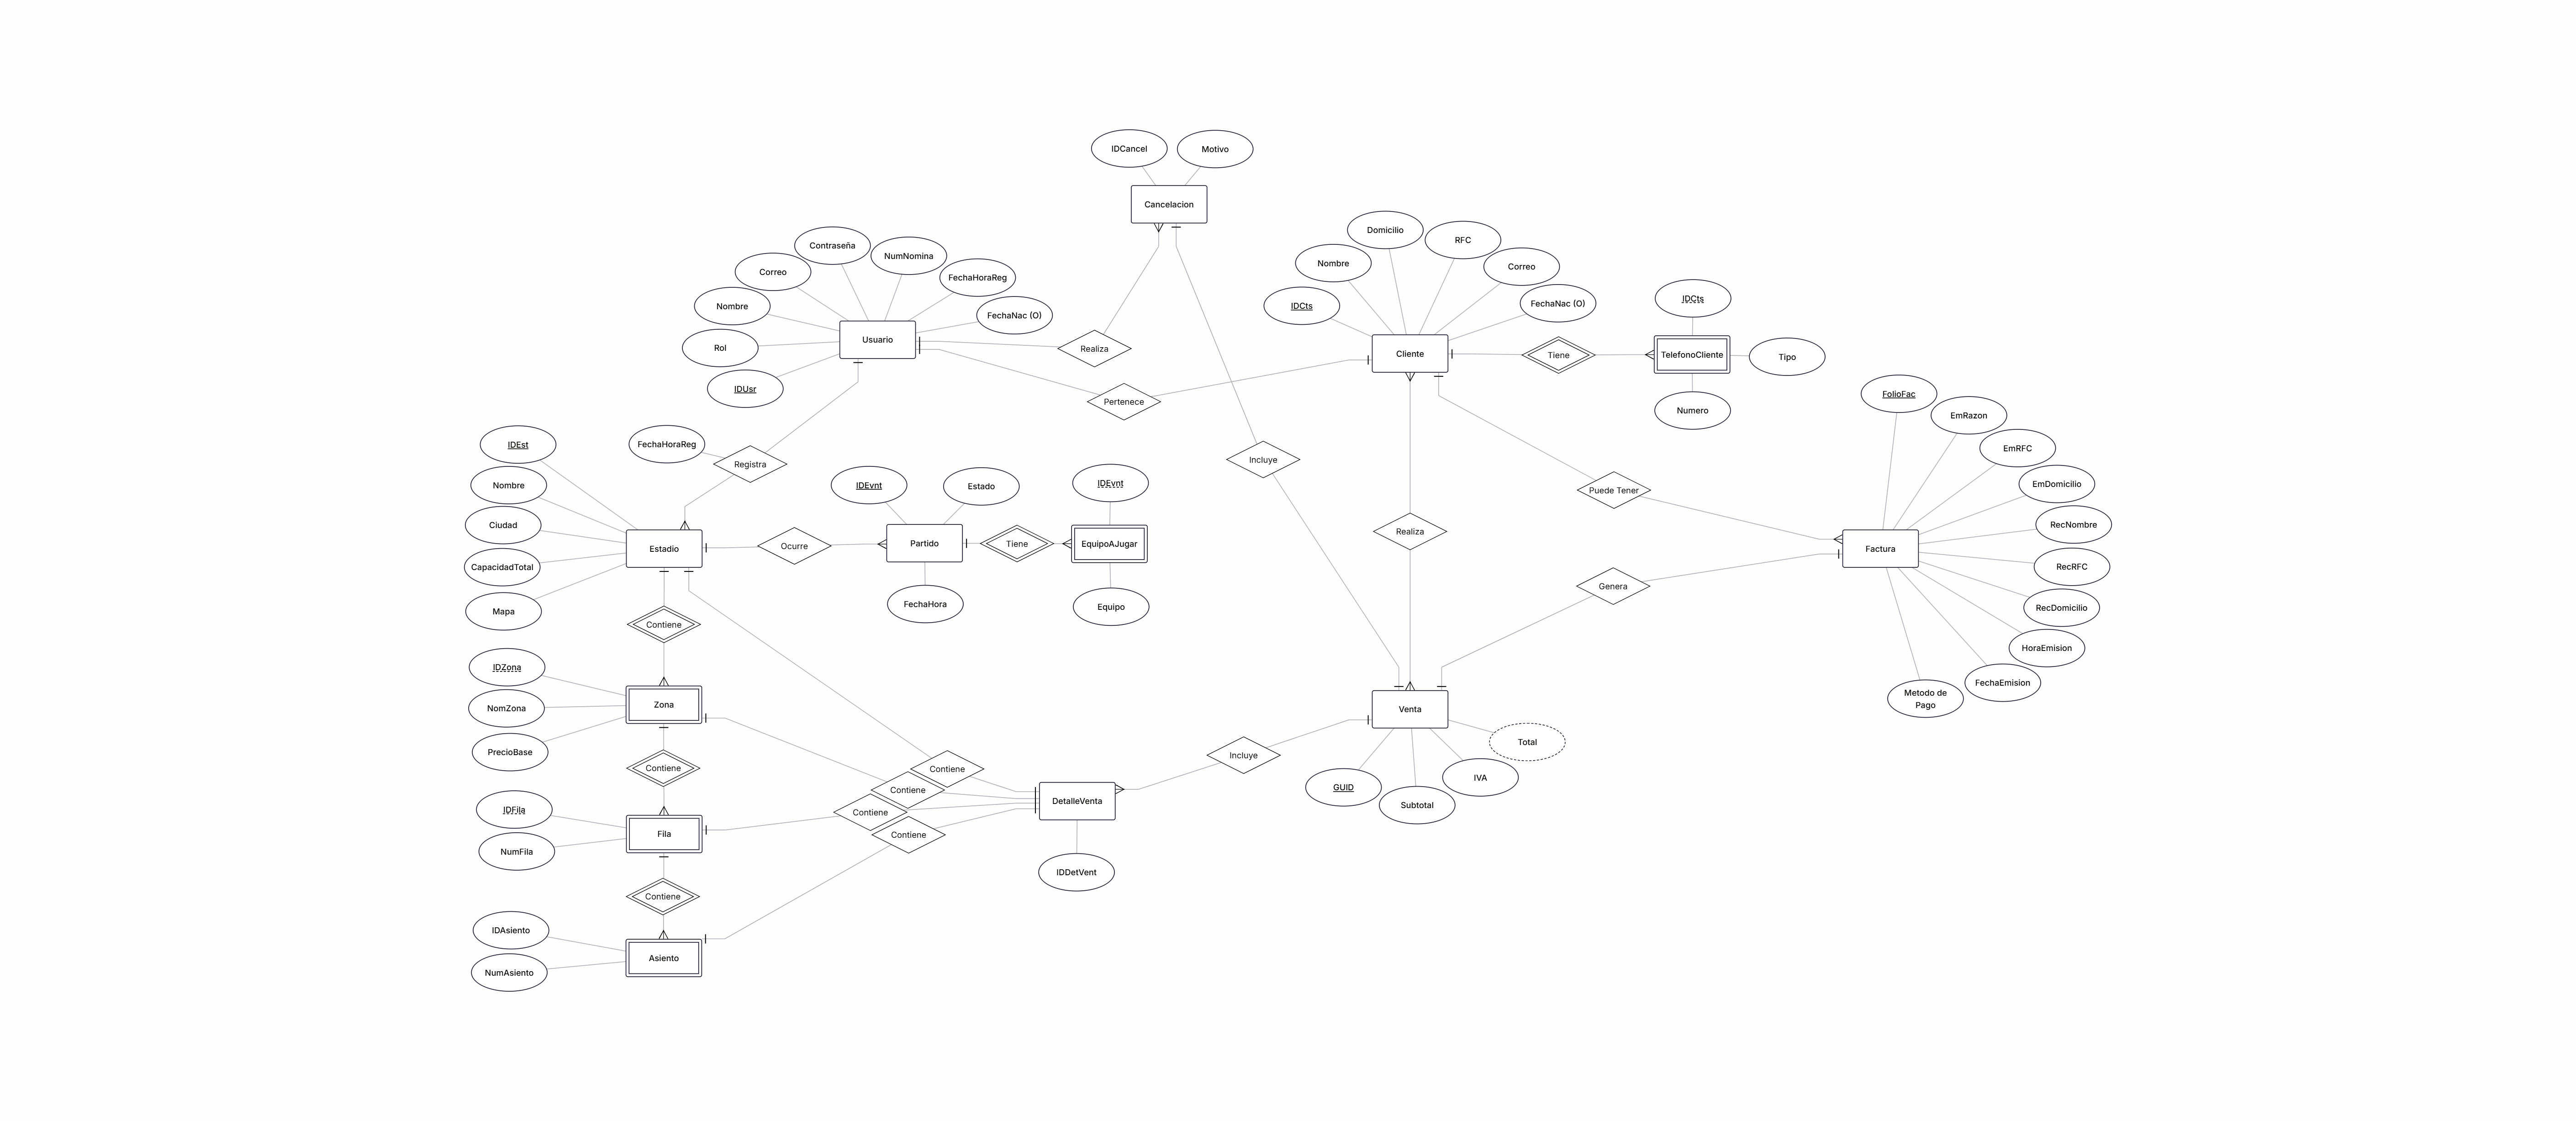 IDCancel
Motivo
Cancelacion
Contraseña
NumNomina
Correo
FechaHoraReg
Nombre
FechaNac (O)
Rol
Usuario
IDUsr
Realiza
Pertenece
Domicilio
RFC
Nombre
Correo
IDCts
FechaNac (O)
Cliente
Tiene
IDCts
TelefonoCliente
Tipo
Numero
FolioFac
EmRazon
EmRFC
EmDomicilio
RecNombre
RecRFC
RecDomicilio
HoraEmision
FechaEmision
Metodo de
Pago
Factura
Puede Tener
Genera
Realiza
Incluye
FechaHoraReg
Registra
IDEst
Nombre
Ciudad
CapacidadTotal
Mapa
Estadio
Ocurre
IDEvnt
Estado
Partido
FechaHora
Tiene
IDEvnt
EquipoAJugar
Equipo
Contiene
IDZona
NomZona
PrecioBase
Zona
Contiene
IDFila
NumFila
Fila
Contiene
IDAsiento
NumAsiento
Asiento
Contiene
Contiene
Contiene
Contiene
DetalleVenta
IDDetVent
Incluye
Venta
Total
IVA
GUID
Subtotal